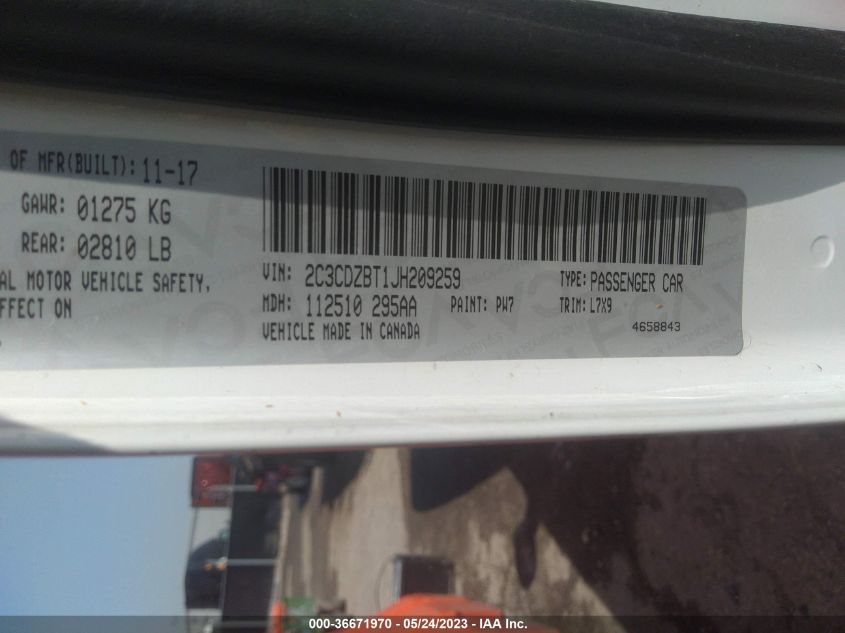 OF MFR(BUILT): 11-17
GAWR: 01275 KG
REAR: 02810 LB
AL MOTOR VEHICLE SAFETY,
EFFECT ON
VIN: 2C3CDZBT1JH209259 TYPE: PASSENGER CAR
MDH: 112510 295AA PAINT: PW7 TRIM: L7X9
VEHICLE MADE IN CANADA 4658843
000-36671970 - 05/24/2023 - IAA Inc.